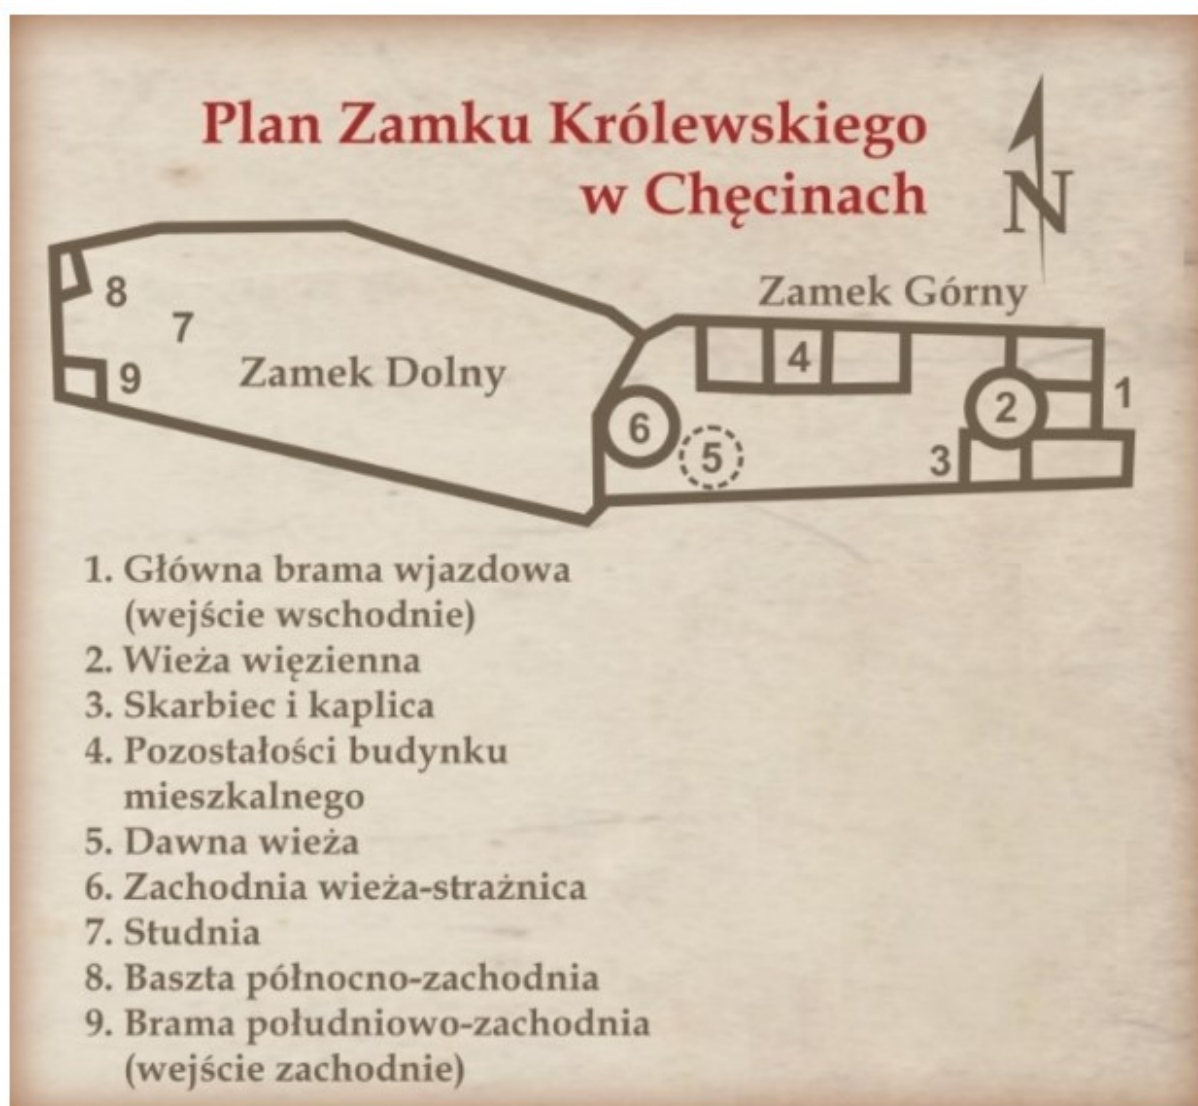 Plan Zamku Królewskiego
w Chęcinach
N
Zamek Górny
8
7
4
9
Zamek Dolny
1
2
6
5
3
1. Główna brama wjazdowa
(wejście wschodnie)
2. Wieża więzienna
3. Skarbiec i kaplica
4. Pozostałości budynku
mieszkalnego
5. Dawna wieża
6. Zachodnia wieża-strażnica
7. Studnia
8. Baszta północno-zachodnia
9. Brama południowo-zachodnia
(wejście zachodnie)